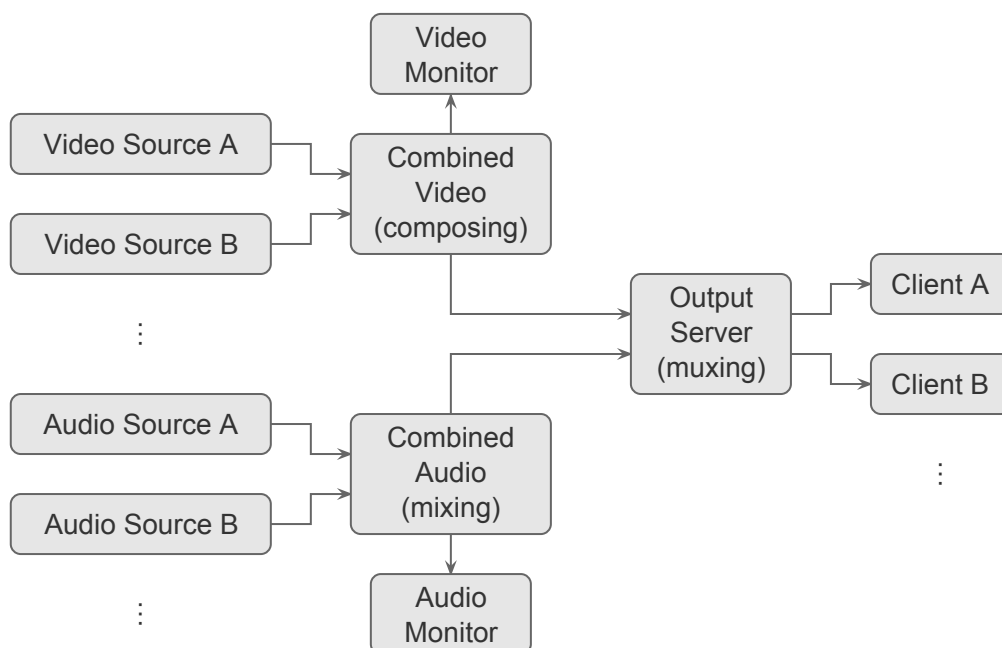 Video
Monitor
Video Source A
Combined
Video
(composing)
Video Source B
Output
Server
(muxing)
Client A
Client B
⋮
Audio Source A
Combined
Audio
(mixing)
Audio Source B
⋮
⋮
Audio
Monitor